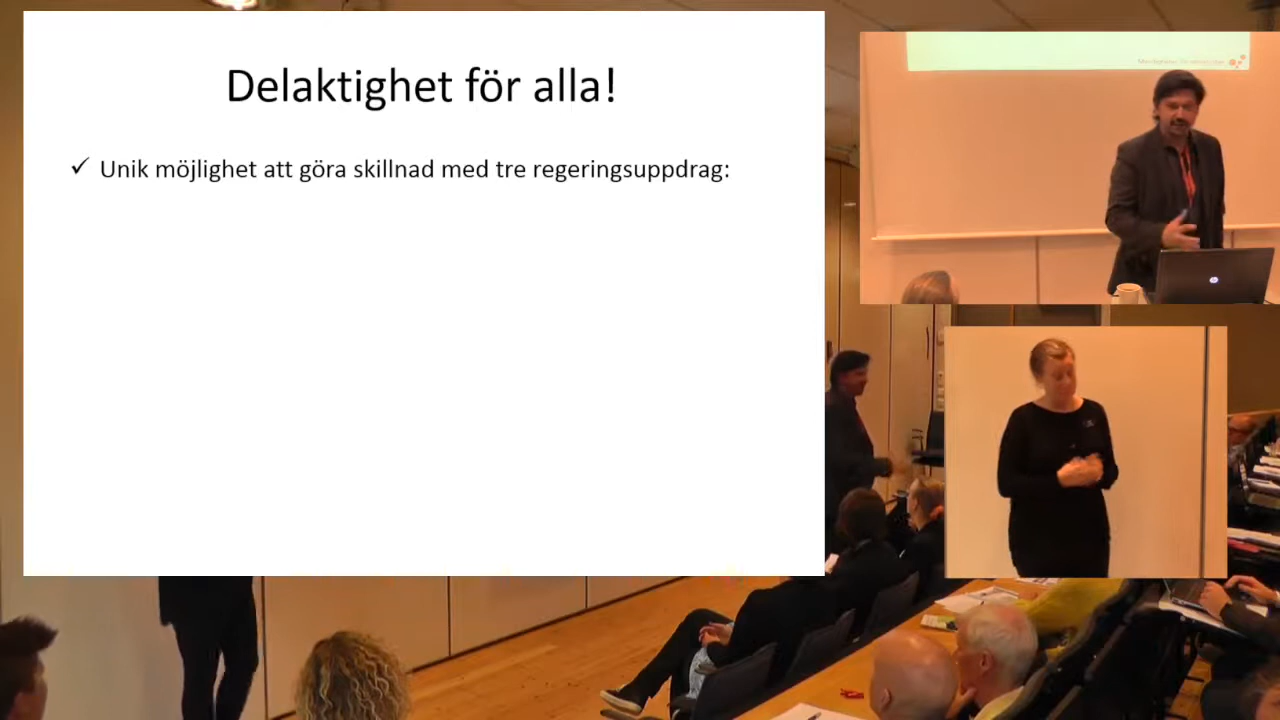 Delaktighet för alla!
✓ Unik möjlighet att göra skillnad med tre regeringsuppdrag: